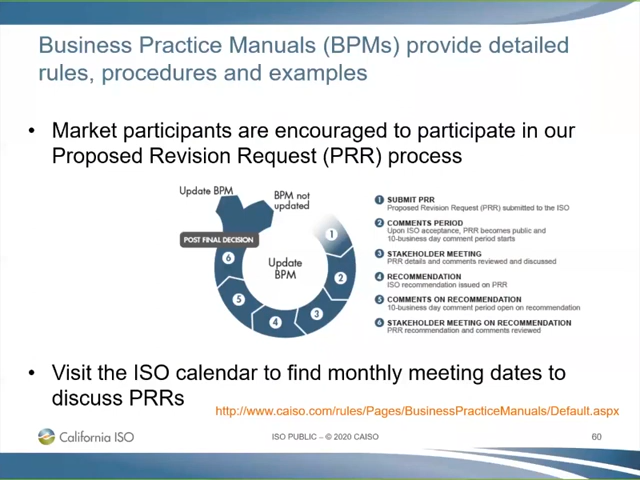 Business Practice Manuals (BPMs) provide detailed
rules, procedures and examples
• Market participants are encouraged to participate in our
Proposed Revision Request (PRR) process
Update BPM
BPM not
updated
POST FINAL DECISION
Update
BPM
1
2
3
4
5
6
1 SUBMIT PRR
Proposed Revision Request (PRR) submitted to the ISO
2 COMMENTS PERIOD
Upon ISO acceptance, PRR becomes public and
10-business day comment period starts
3 STAKEHOLDER MEETING
PRR details and comments reviewed and discussed
4 RECOMMENDATION
ISO recommendation issued on PRR
5 COMMENTS ON RECOMMENDATION
10-business day comment period open on recommendation
6 STAKEHOLDER MEETING ON RECOMMENDATION
PRR recommendation and comments reviewed
• Visit the ISO calendar to find monthly meeting dates to
discuss PRRs
http://www.caiso.com/rules/Pages/BusinessPracticeManuals/Default.aspx
California ISO
ISO PUBLIC – © 2020 CAISO
60